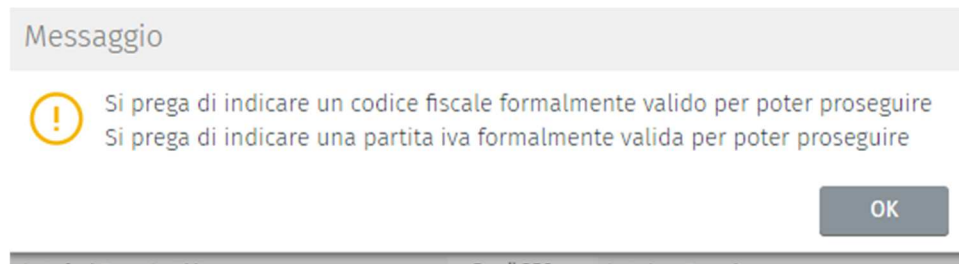 Messaggio
Si prega di indicare un codice fiscale formalmente valido per poter proseguire
Si prega di indicare una partita iva formalmente valida per poter proseguire
OK